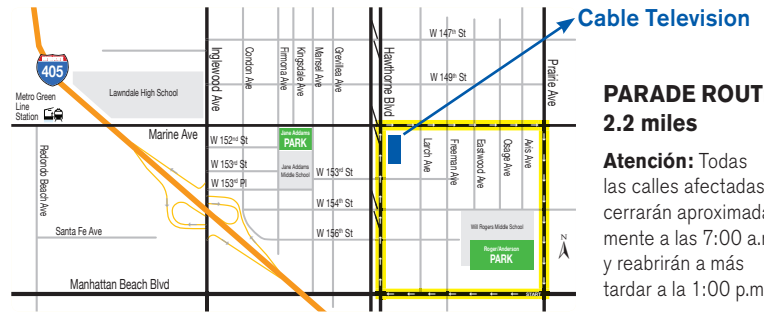 Cable Television
W 147th St
W 149th St
Prairie Ave
Hawthorne Blvd
Inglewood Ave
Condon Ave
Firmona Ave
Kingsdale Ave
Mansel Ave
Grevillea Ave
405
Metro Green
Line
Station
Lawndale High School
Marine Ave
W 152nd St
W 153rd St
W 153rd Pl
Jane Addams
PARK
Jane Addams
Middle School
W 153rd St
W 154th St
W 156th St
Larch Ave
Freeman Ave
Eastwood Ave
Osage Ave
Avis Ave
Redondo Beach Ave
Santa Fe Ave
Will Rogers Middle School
Roger/Anderson
PARK
Z
Manhattan Beach Blvd
START
PARADE ROUT
2.2 miles
Atención: Todas
las calles afectadas
cerrarán aproximada
mente a las 7:00 a.m
y reabrirán a más
tardar a la 1:00 p.m